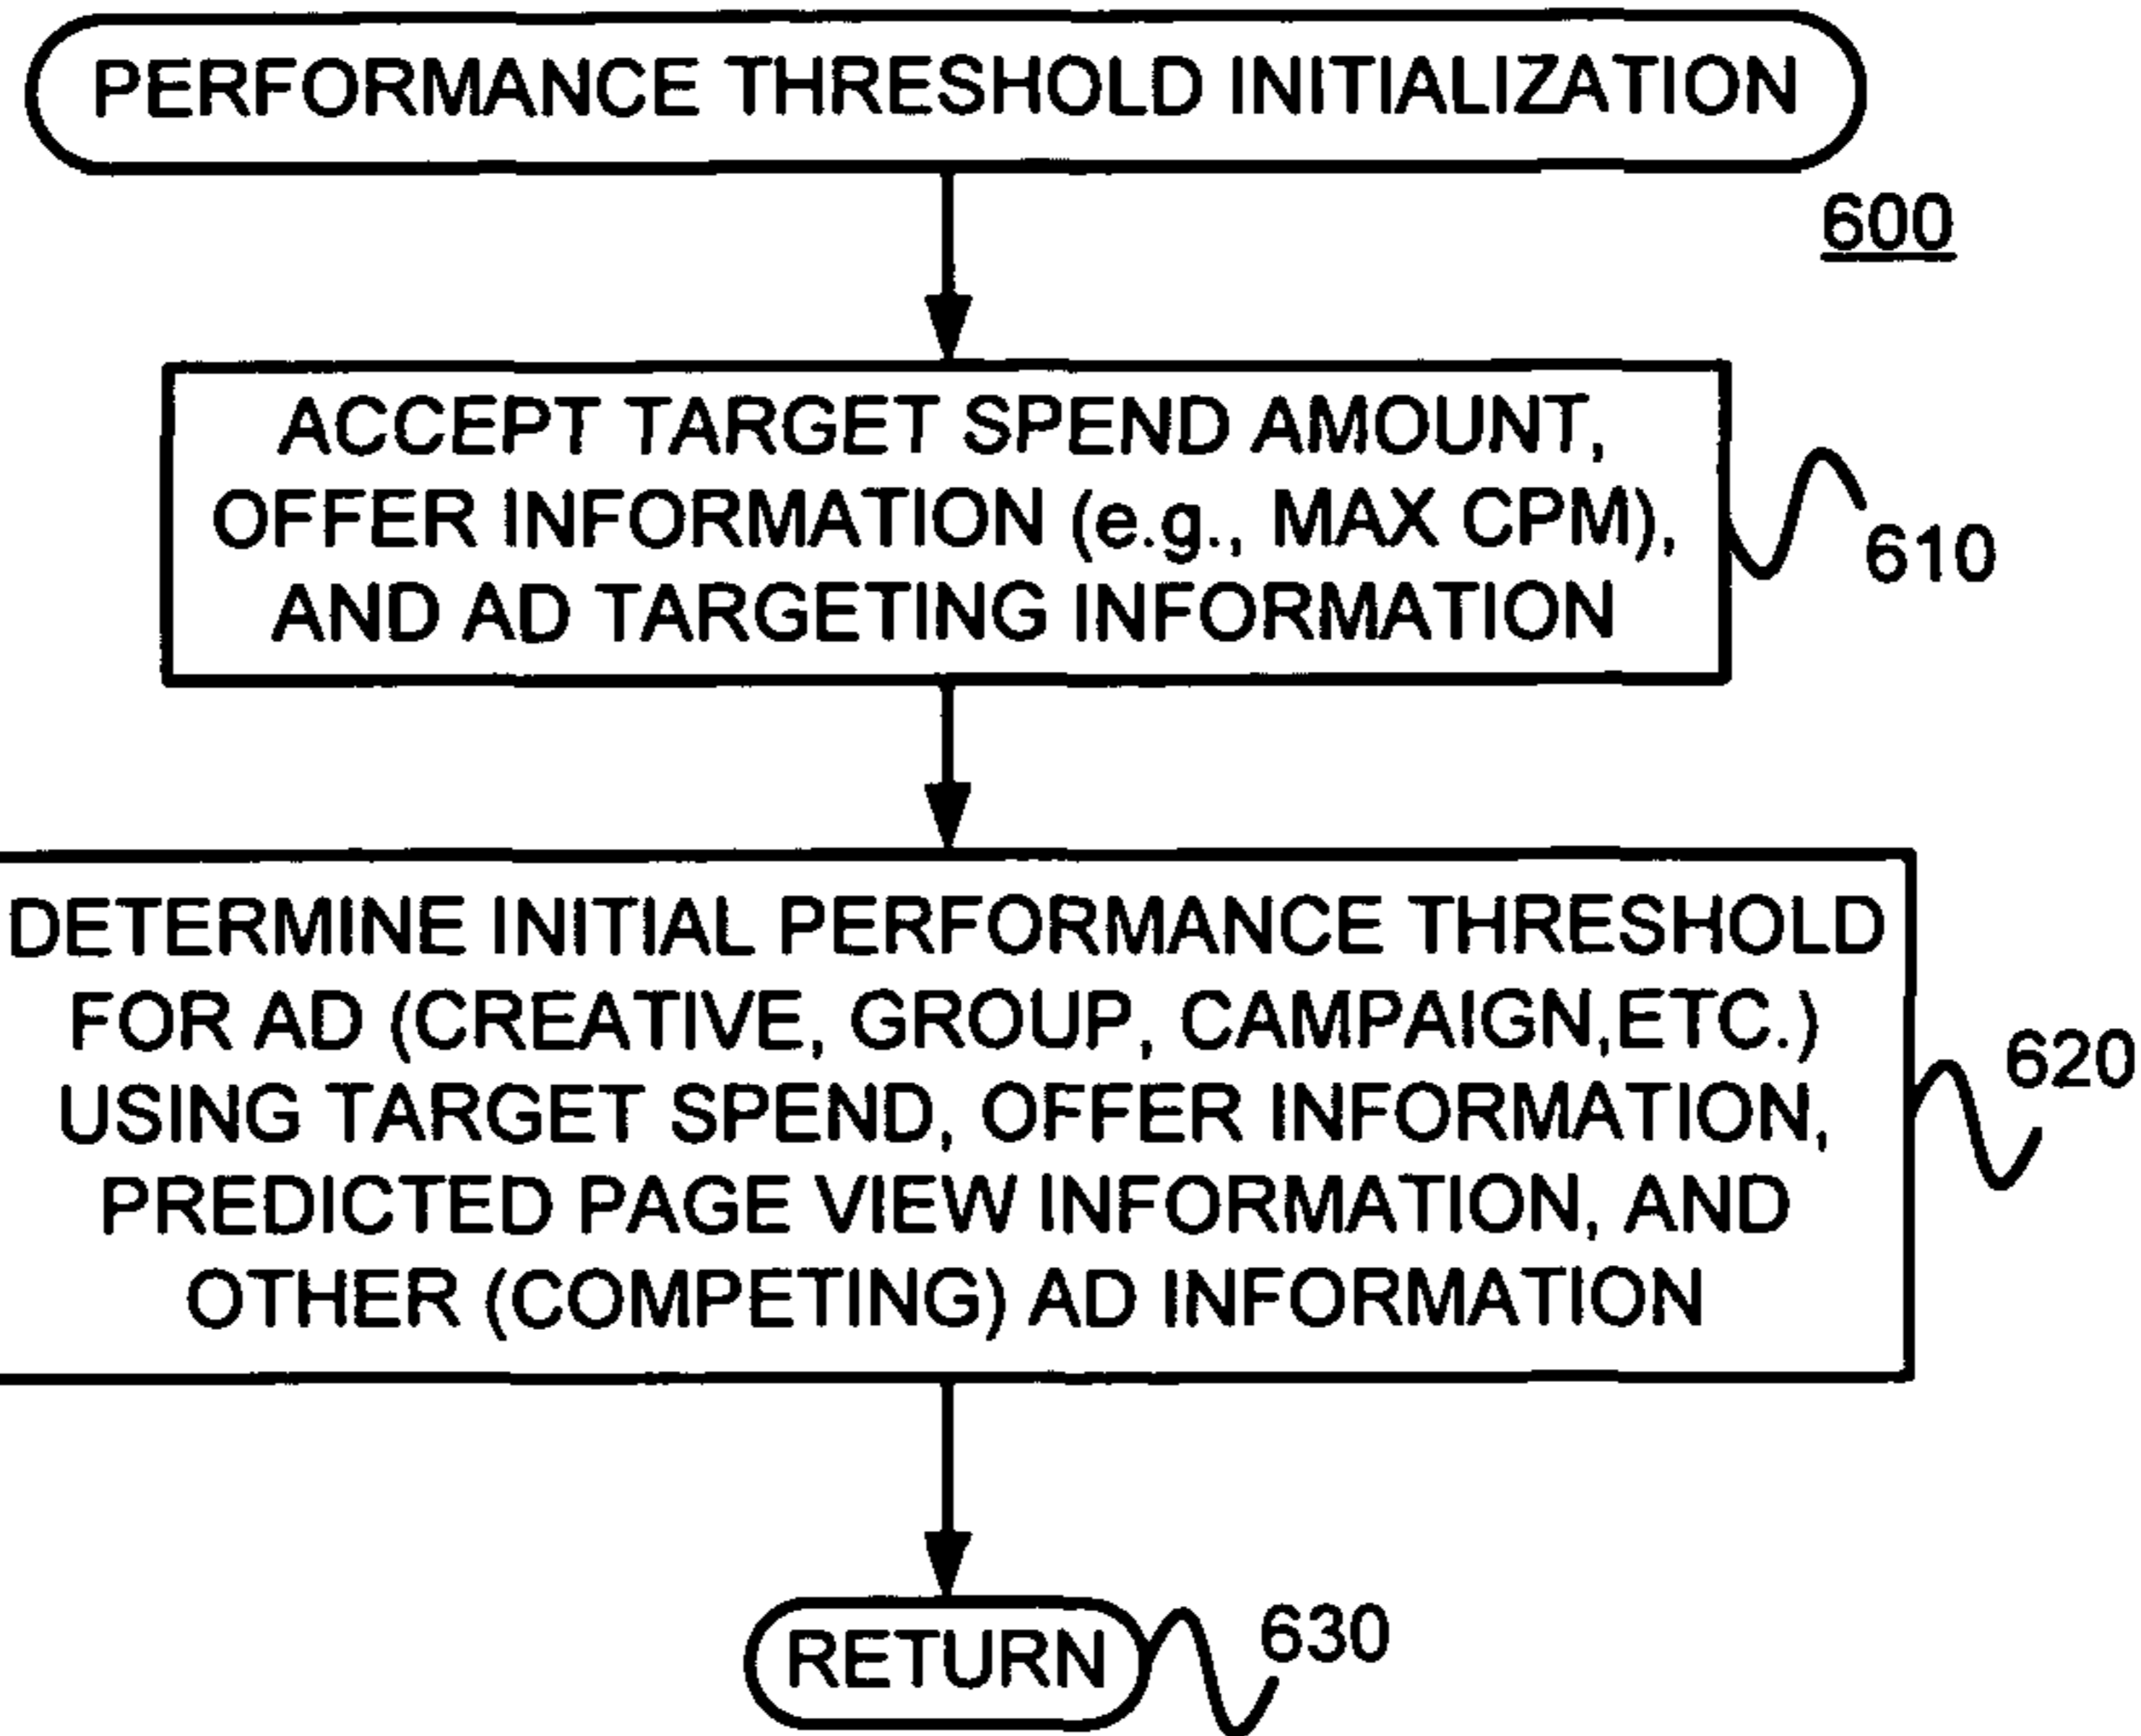 PERFORMANCE THRESHOLD INITIALIZATION
600
ACCEPT TARGET SPEND AMOUNT,
OFFER INFORMATION (e.g., MAX CPM),
AND AD TARGETING INFORMATION
610
DETERMINE INITIAL PERFORMANCE THRESHOLD
FOR AD (CREATIVE, GROUP, CAMPAIGN,ETC.)
USING TARGET SPEND, OFFER INFORMATION,
PREDICTED PAGE VIEW INFORMATION, AND
OTHER (COMPETING) AD INFORMATION
620
RETURN
630